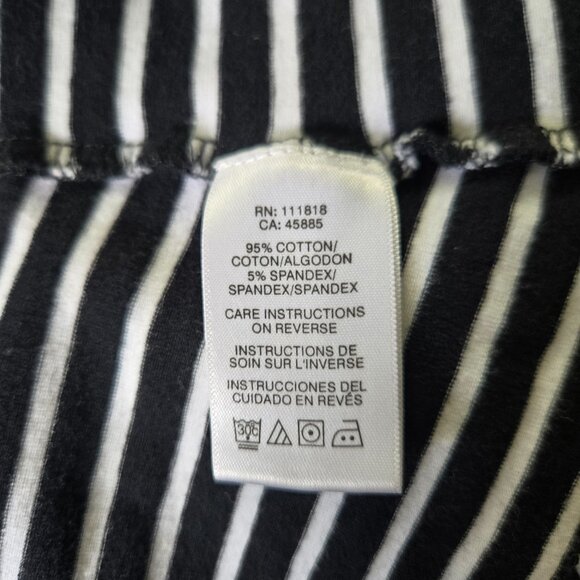 RN: 111818
CA: 45885
95% COTTON/
COTON/ALGODON
5% SPANDEX/
SPANDEX/SPANDEX
CARE INSTRUCTIONS
ON REVERSE
INSTRUCTIONS DE
SOIN SUR L'INVERSE
INSTRUCCIONES DEL
CUIDADO EN REVÉS
30C